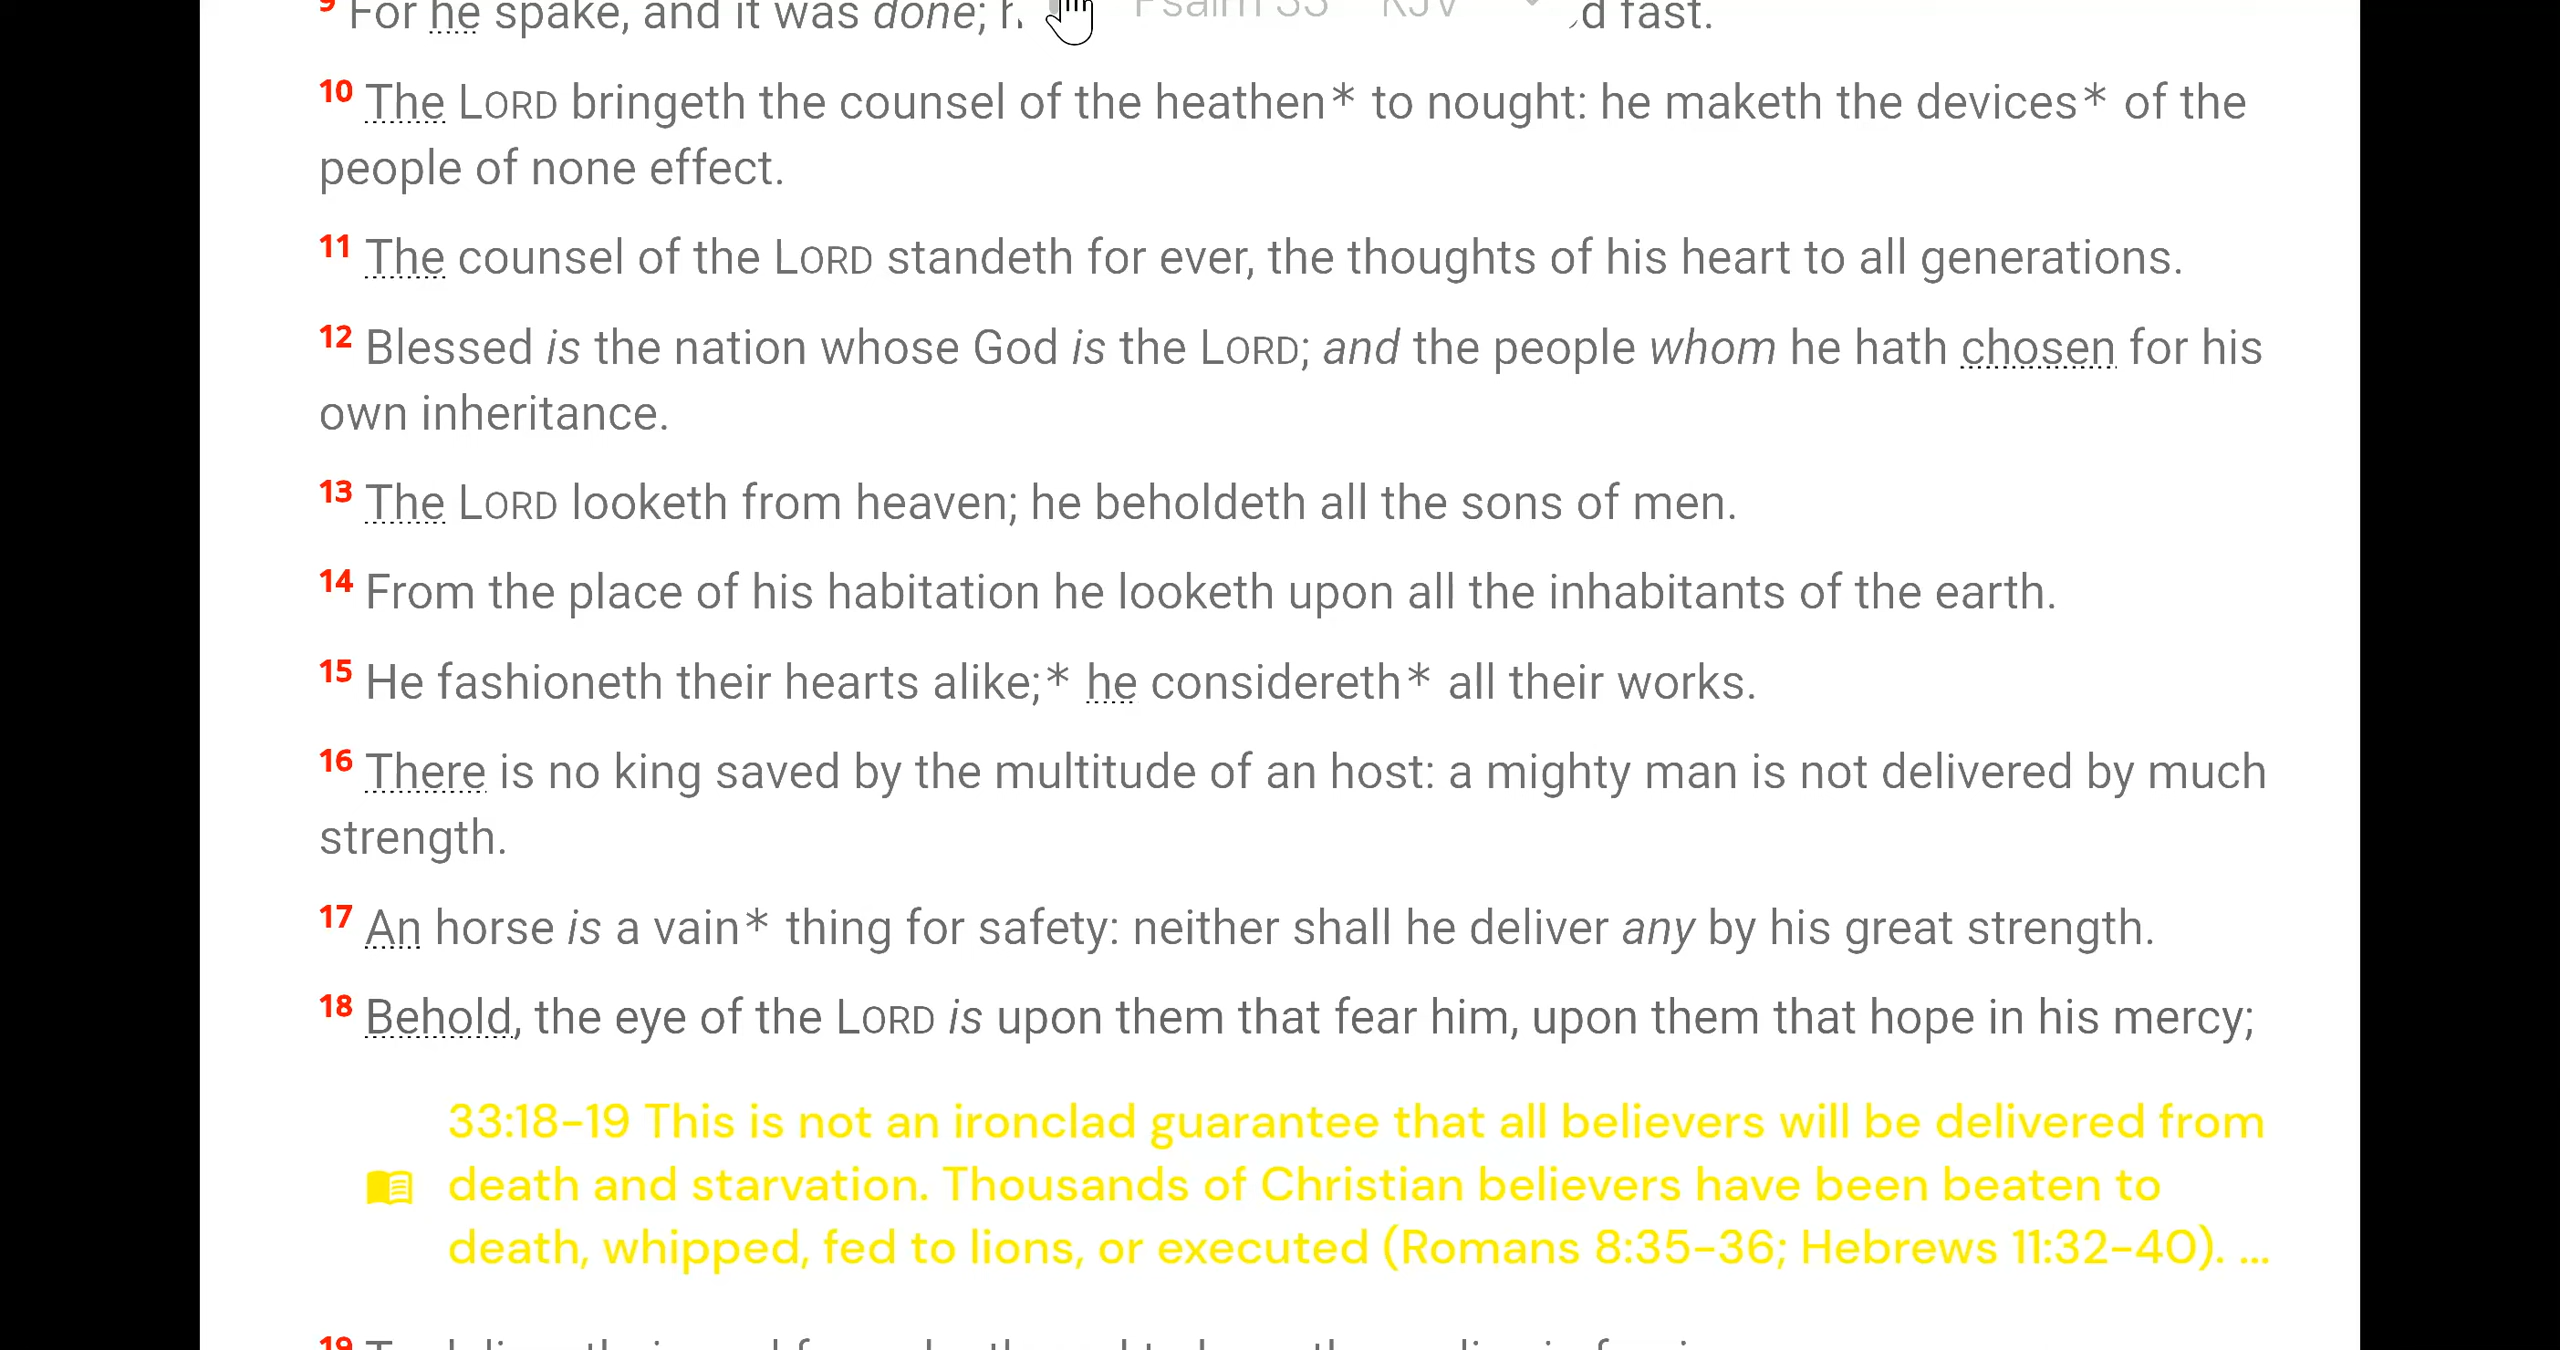 9 For he spake, and it was done; Psalm 33 KJV fast.
10 The LORD bringeth the counsel of the heathen* to nought: he maketh the devices* of the
people of none effect.
11 The counsel of the LORD standeth for ever, the thoughts of his heart to all generations.
12 Blessed is the nation whose God is the LORD; and the people whom he hath chosen for his
own inheritance.
13 The LORD looketh from heaven; he beholdeth all the sons of men.
14 From the place of his habitation he looketh upon all the inhabitants of the earth.
15 He fashioneth their hearts alike;* he considereth* all their works.
16 There is no king saved by the multitude of an host: a mighty man is not delivered by much
strength.
17 An horse is a vain* thing for safety: neither shall he deliver any by his great strength.
18 Behold, the eye of the LORD is upon them that fear him, upon them that hope in his mercy;
33:18-19 This is not an ironclad guarantee that all believers will be delivered from
death and starvation. Thousands of Christian believers have been beaten to
death, whipped, fed to lions, or executed (Romans 8:35-36; Hebrews 11:32-40). ...
19